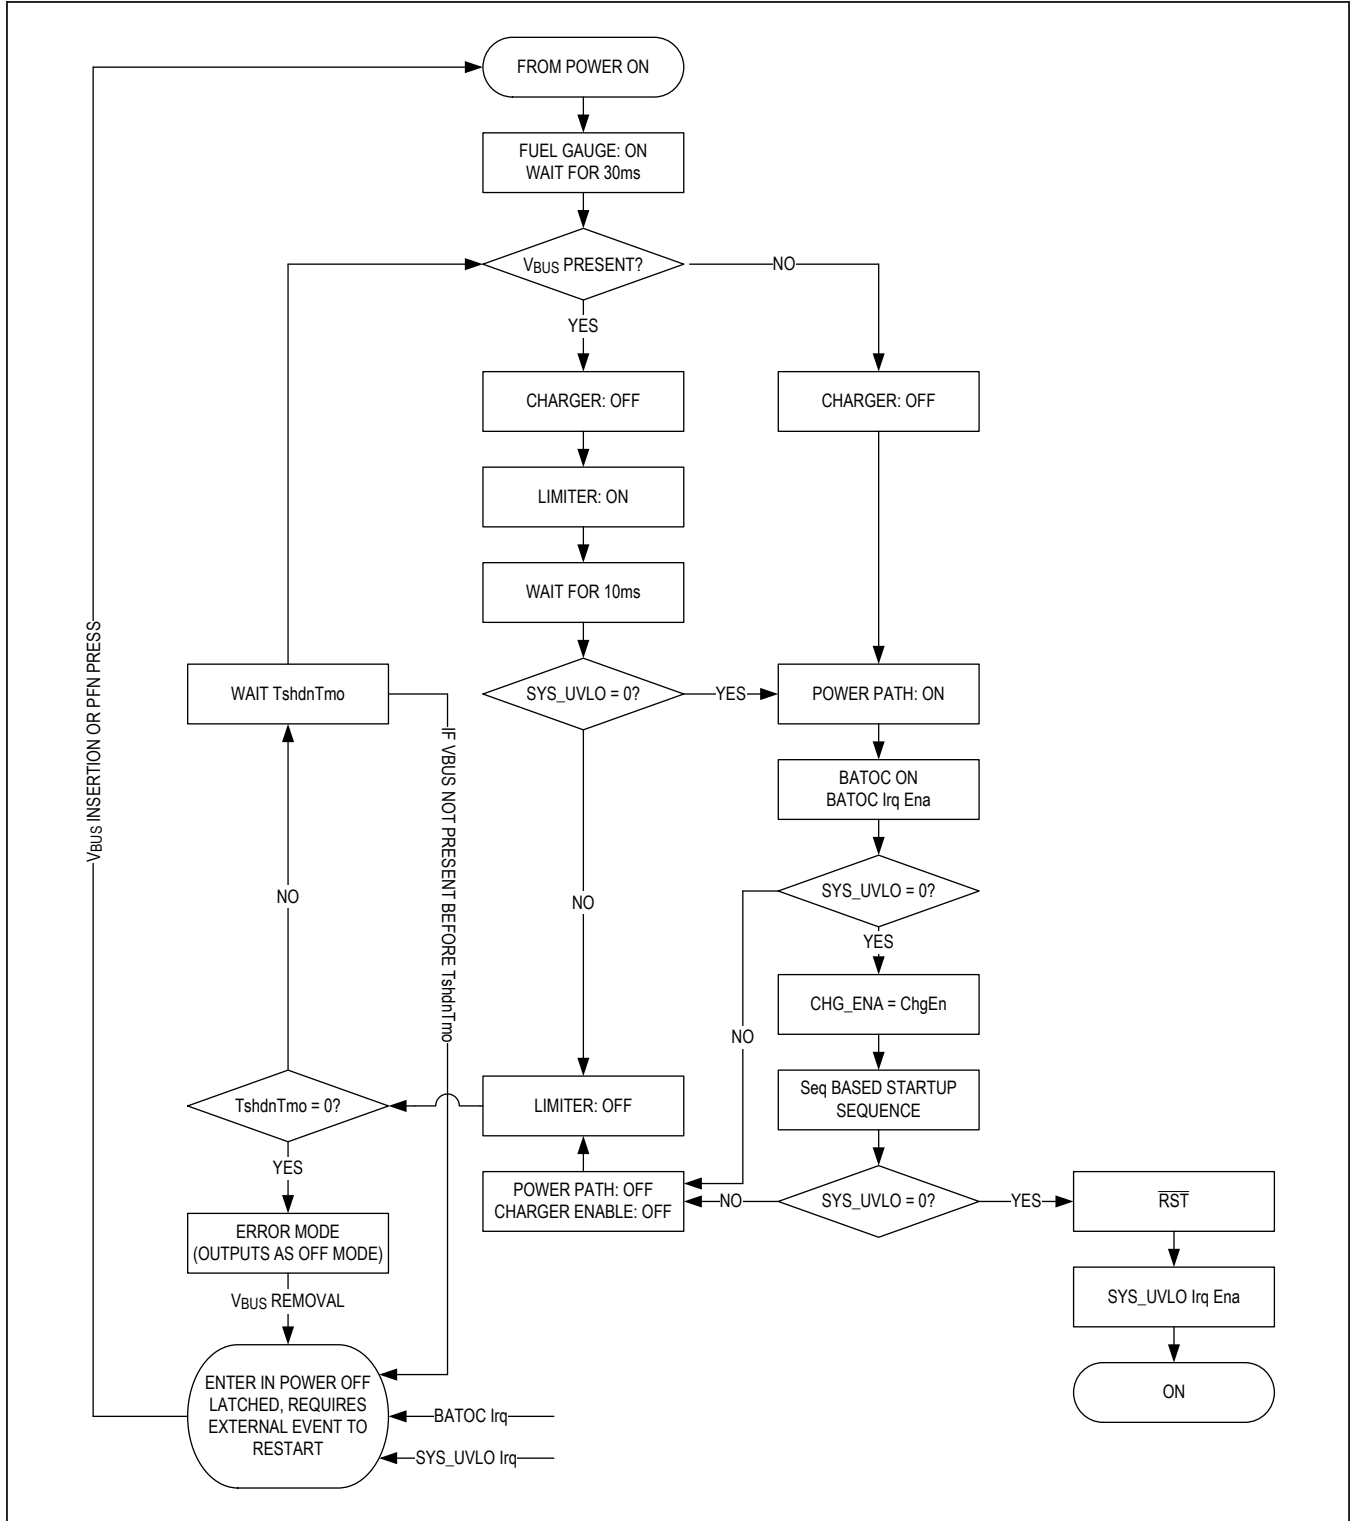 FROM POWER ON
FUEL GAUGE: ON
WAIT FOR 30ms
VBUS PRESENT?
NO
YES
CHARGER: OFF
CHARGER: OFF
LIMITER: ON
WAIT FOR 10ms
VBUS INSERTION OR PFN PRESS
WAIT TshdnTmo
SYS_UVLO = 0?
YES
POWER PATH: ON
IF VBUS NOT PRESENT BEFORE TshdnTmo
BATOC ON
BATOC Irq Ena
NO
NO
SYS_UVLO = 0?
YES
CHG_ENA = ChgEn
NO
TshdnTmo = 0?
LIMITER: OFF
Seq BASED STARTUP
SEQUENCE
YES
POWER PATH: OFF
CHARGER ENABLE: OFF
NO
SYS_UVLO = 0?
YES
RST
ERROR MODE
(OUTPUTS AS OFF MODE)
VBUS REMOVAL
SYS_UVLO Irq Ena
ENTER IN POWER OFF
LATCHED, REQUIRES
EXTERNAL EVENT TO
RESTART
BATOC Irq
SYS_UVLO Irq
ON